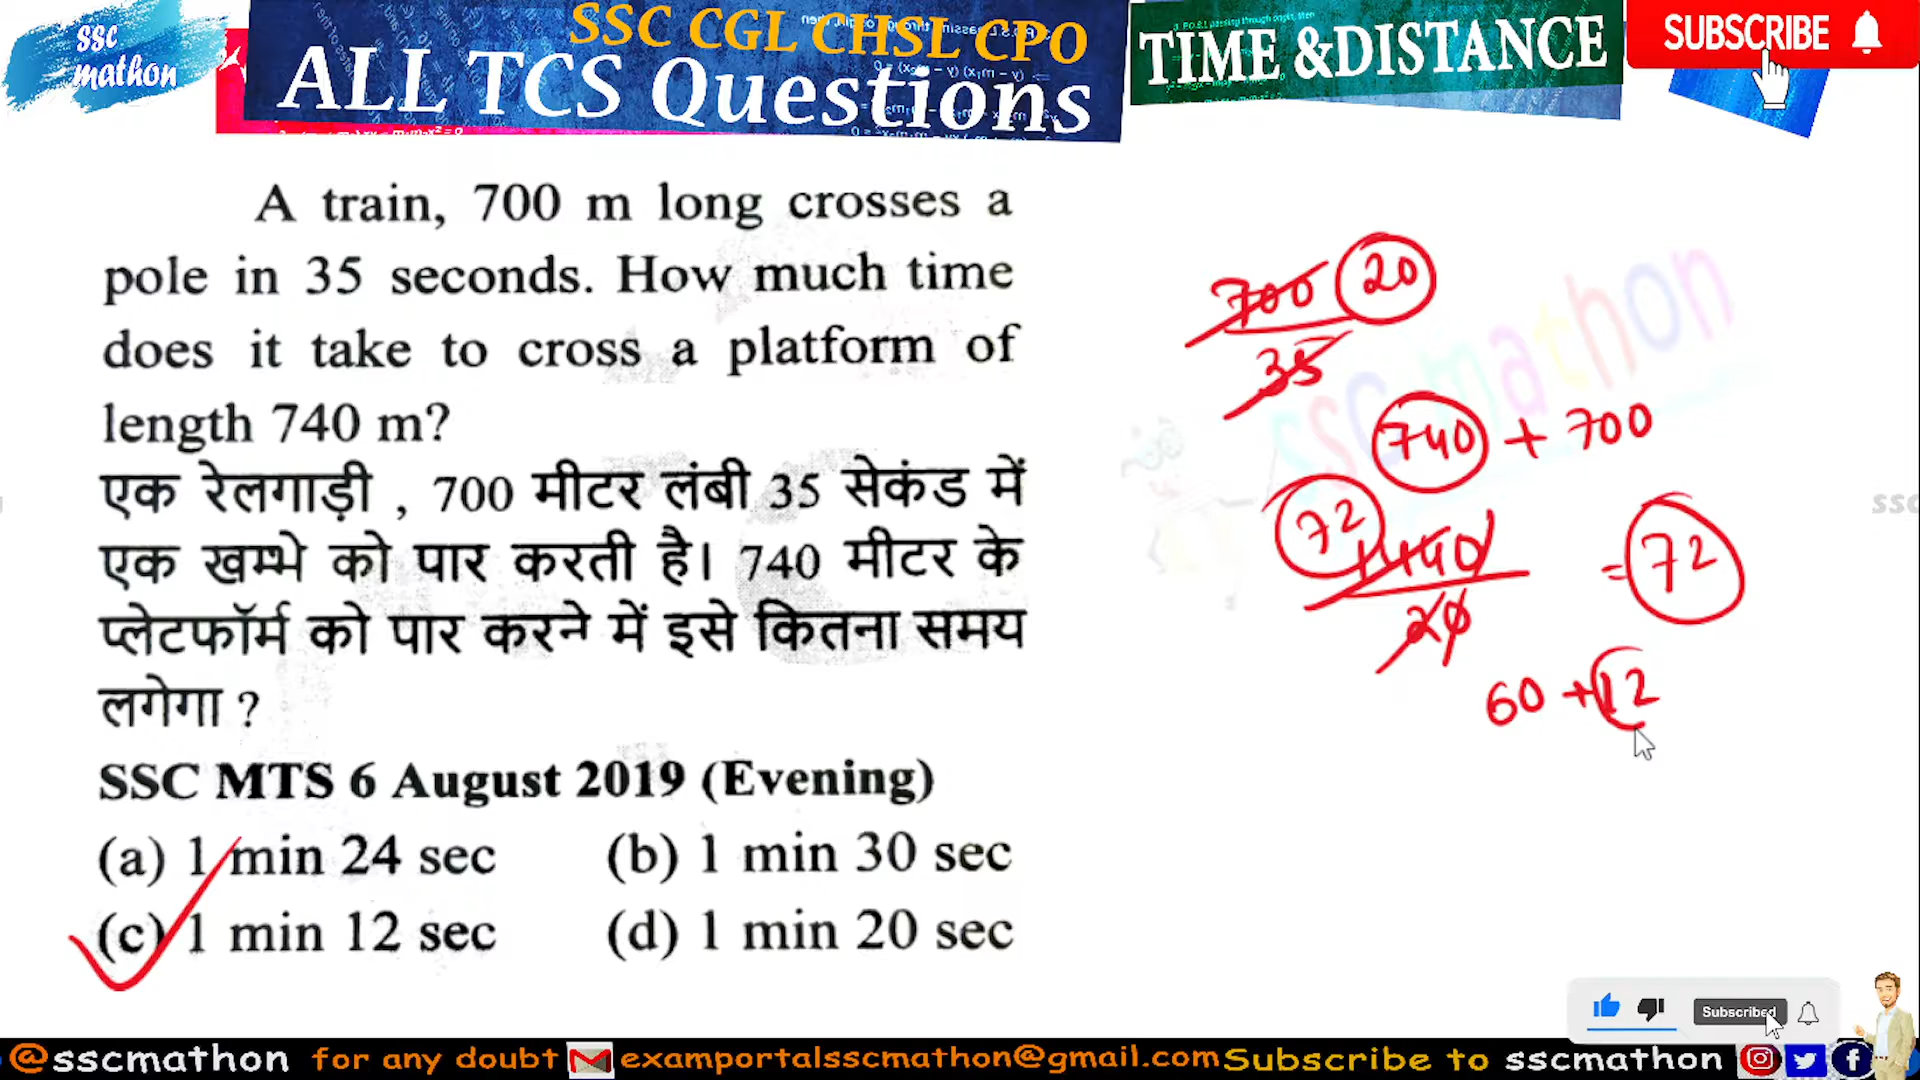 ssc
mathon
SSC CGL CHSL CPO
ALL TCS Questions
TIME &DISTANCE
SUBSCRIBE
A train, 700 m long crosses a
pole in 35 seconds. How much time
does it take to cross a platform of
length 740 m?
एक रेलगाड़ी , 700 मीटर लंबी 35 सेकंड में
एक खम्भे को पार करती है। 740 मीटर के
प्लेटफॉर्म को पार करने में इसे कितना समय
लगेगा ?
SSC MTS 6 August 2019 (Evening)
(a) 1 min 24 sec (b) 1 min 30 sec
(c) 1 min 12 sec (d) 1 min 20 sec
700 20
35
740 + 700
72 1440 = 72
20
60 + 12
ssc mathon
ssc
Subscribed
@sscmathon for any doubt examportalsscmathon@gmail.com Subscribe to sscmathon